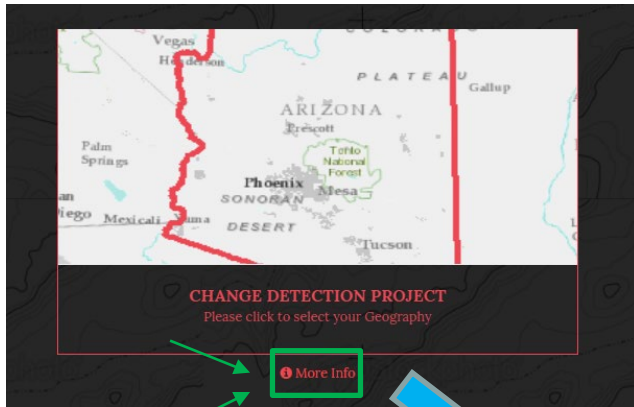 Vegas
Henderson
PLATEAU
Gallup
ARIZONA
Prescott
Palm
Springs
Tonto
National
Forest
Phoenix
Mesa
SONORAN
Mexicali
Yuma
DESERT
Tucson
CHANGE DETECTION PROJECT
Please click to select your Geography
More Info